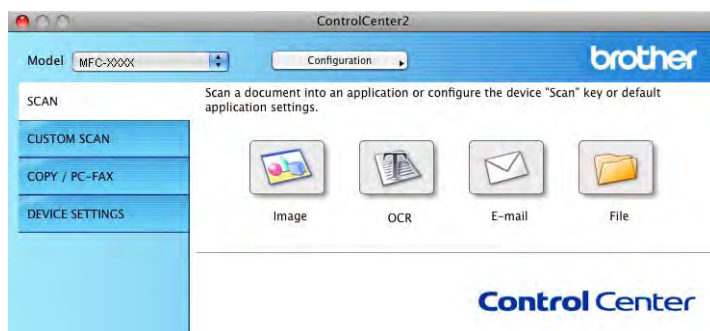 ControlCenter2
Model MFC-XXXX Configuration brother
SCAN
Scan a document into an application or configure the device "Scan" key or default
application settings.
CUSTOM SCAN
COPY / PC-FAX
DEVICE SETTINGS
Image OCR E-mail File
Control Center